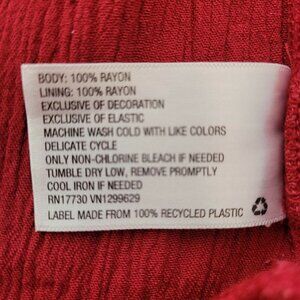 BODY: 100% RAYON
LINING: 100% RAYON
EXCLUSIVE OF DECORATION
EXCLUSIVE OF ELASTIC
MACHINE WASH COLD WITH LIKE COLORS
DELICATE CYCLE
ONLY NON-CHLORINE BLEACH IF NEEDED
TUMBLE DRY LOW, REMOVE PROMPTLY
COOL IRON IF NEEDED
RN17730 VN1299629
LABEL MADE FROM 100% RECYCLED PLASTIC